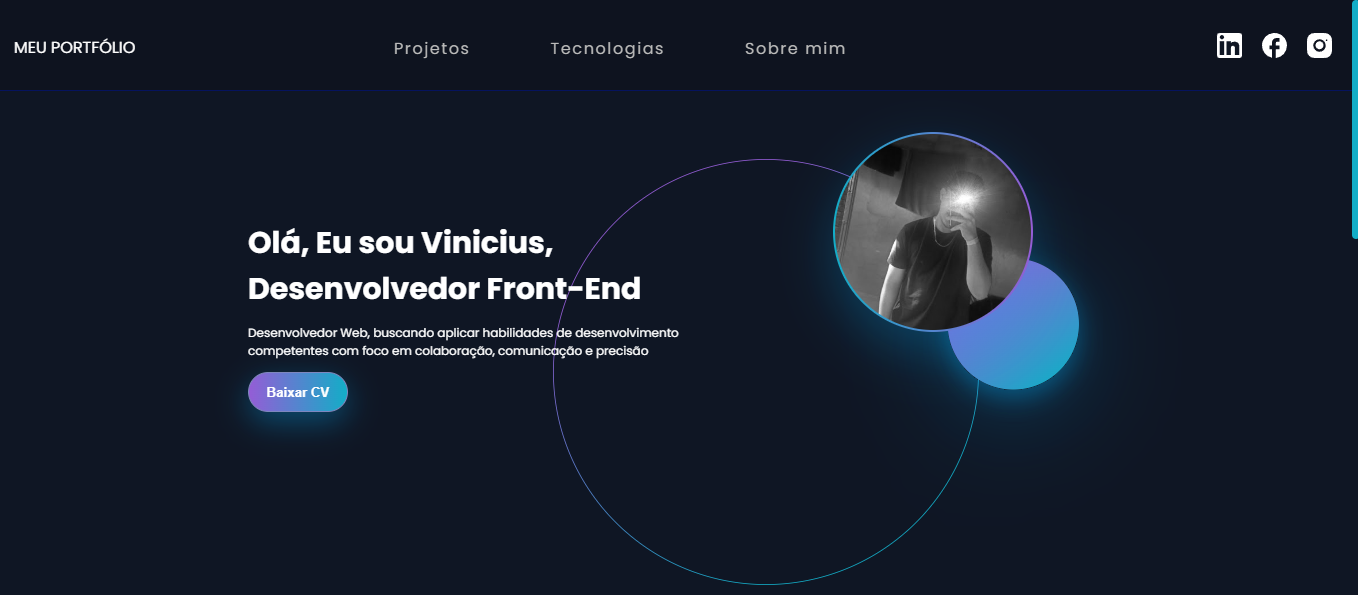 MEU PORTFÓLIO
Projetos
Tecnologias
Sobre mim
Olá, Eu sou Vinicius,
Desenvolvedor Front-End
Desenvolvedor Web, buscando aplicar habilidades de desenvolvimento
competentes com foco em colaboração, comunicação e precisão
Baixar CV